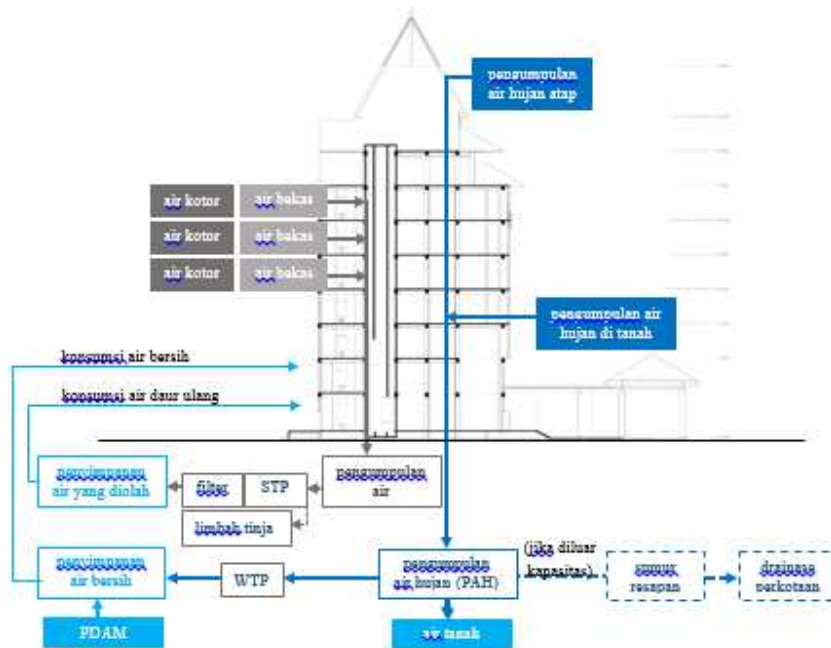 pengumpulan
air hujan atap
air kotor
air bekas
air kotor
air bekas
air kotor
air bekas
pengumpulan air
hujan di tanah
konsumsi air bersih
konsumsi air daur ulang
penyimpanan
air yang diolah
filter
STP
pengumpulan
air
limbah tinja
penyimpanan
air bersih
WTP
pengumpulan
air hujan (PAH)
(jika diluar
kapasitas)
sumur
resapan
drainase
perkotaan
PDAM
air tanah